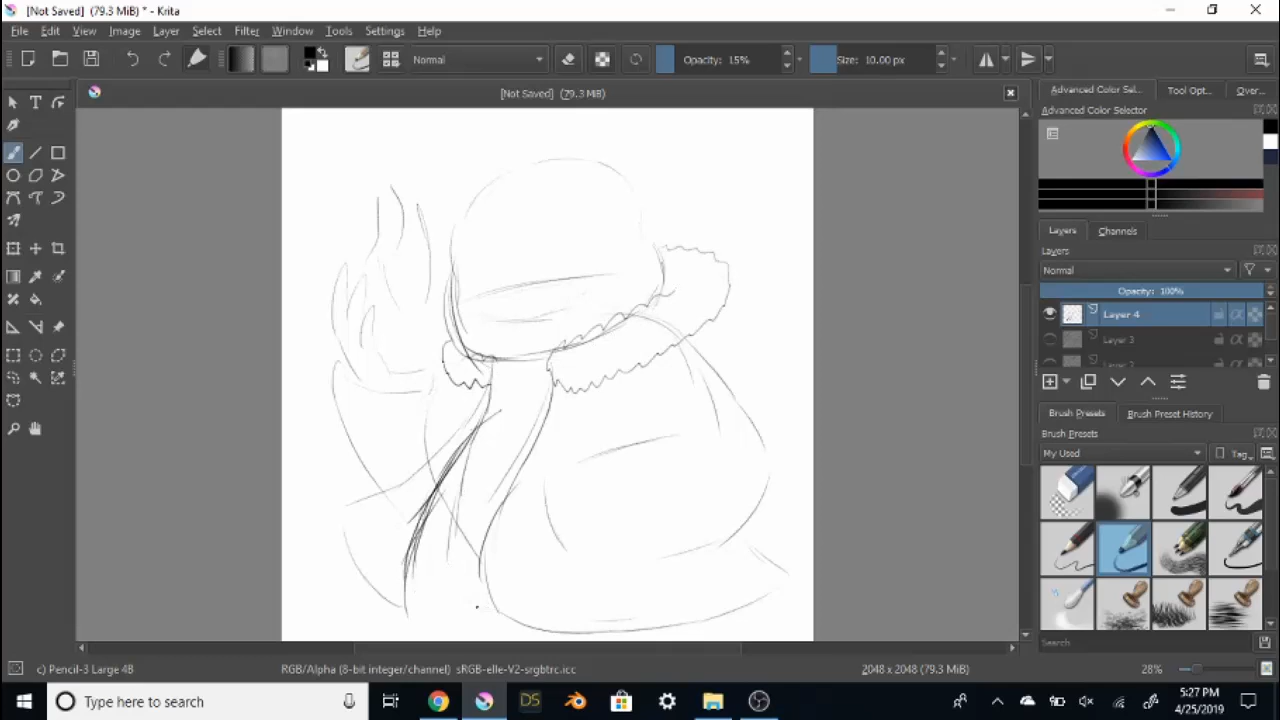 [Not Saved] (79.3 MiB) * - Krita
File Edit View Image Layer Select Filter Tools Settings Window Help
Normal Opacity: 15% Size: 10.00 px
[Not Saved] (79.3 MiB)
Advanced Color Sel... Tool Opt... Over...
Advanced Color Selector
Layers Channels
Layers
Normal
Opacity: 100%
Layer 4
Layer 3
Brush Presets Brush Preset History
Brush Presets
My Used Tag
Search
c) Pencil-3 Large 4B RGB/Alpha (8-bit integer/channel) sRGB-elle-V2-srgbtrc.icc 2048 x 2048 (79.3 MiB) 28%
Type here to search DS 5:27 PM
4/25/2019